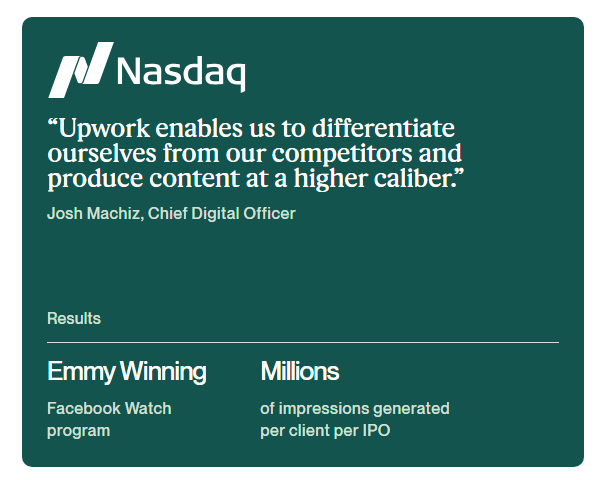 Nasdaq
“Upwork enables us to differentiate
ourselves from our competitors and
produce content at a higher caliber.”
Josh Machiz, Chief Digital Officer
Results
Emmy Winning
Facebook Watch
program
Millions
of impressions generated
per client per IPO